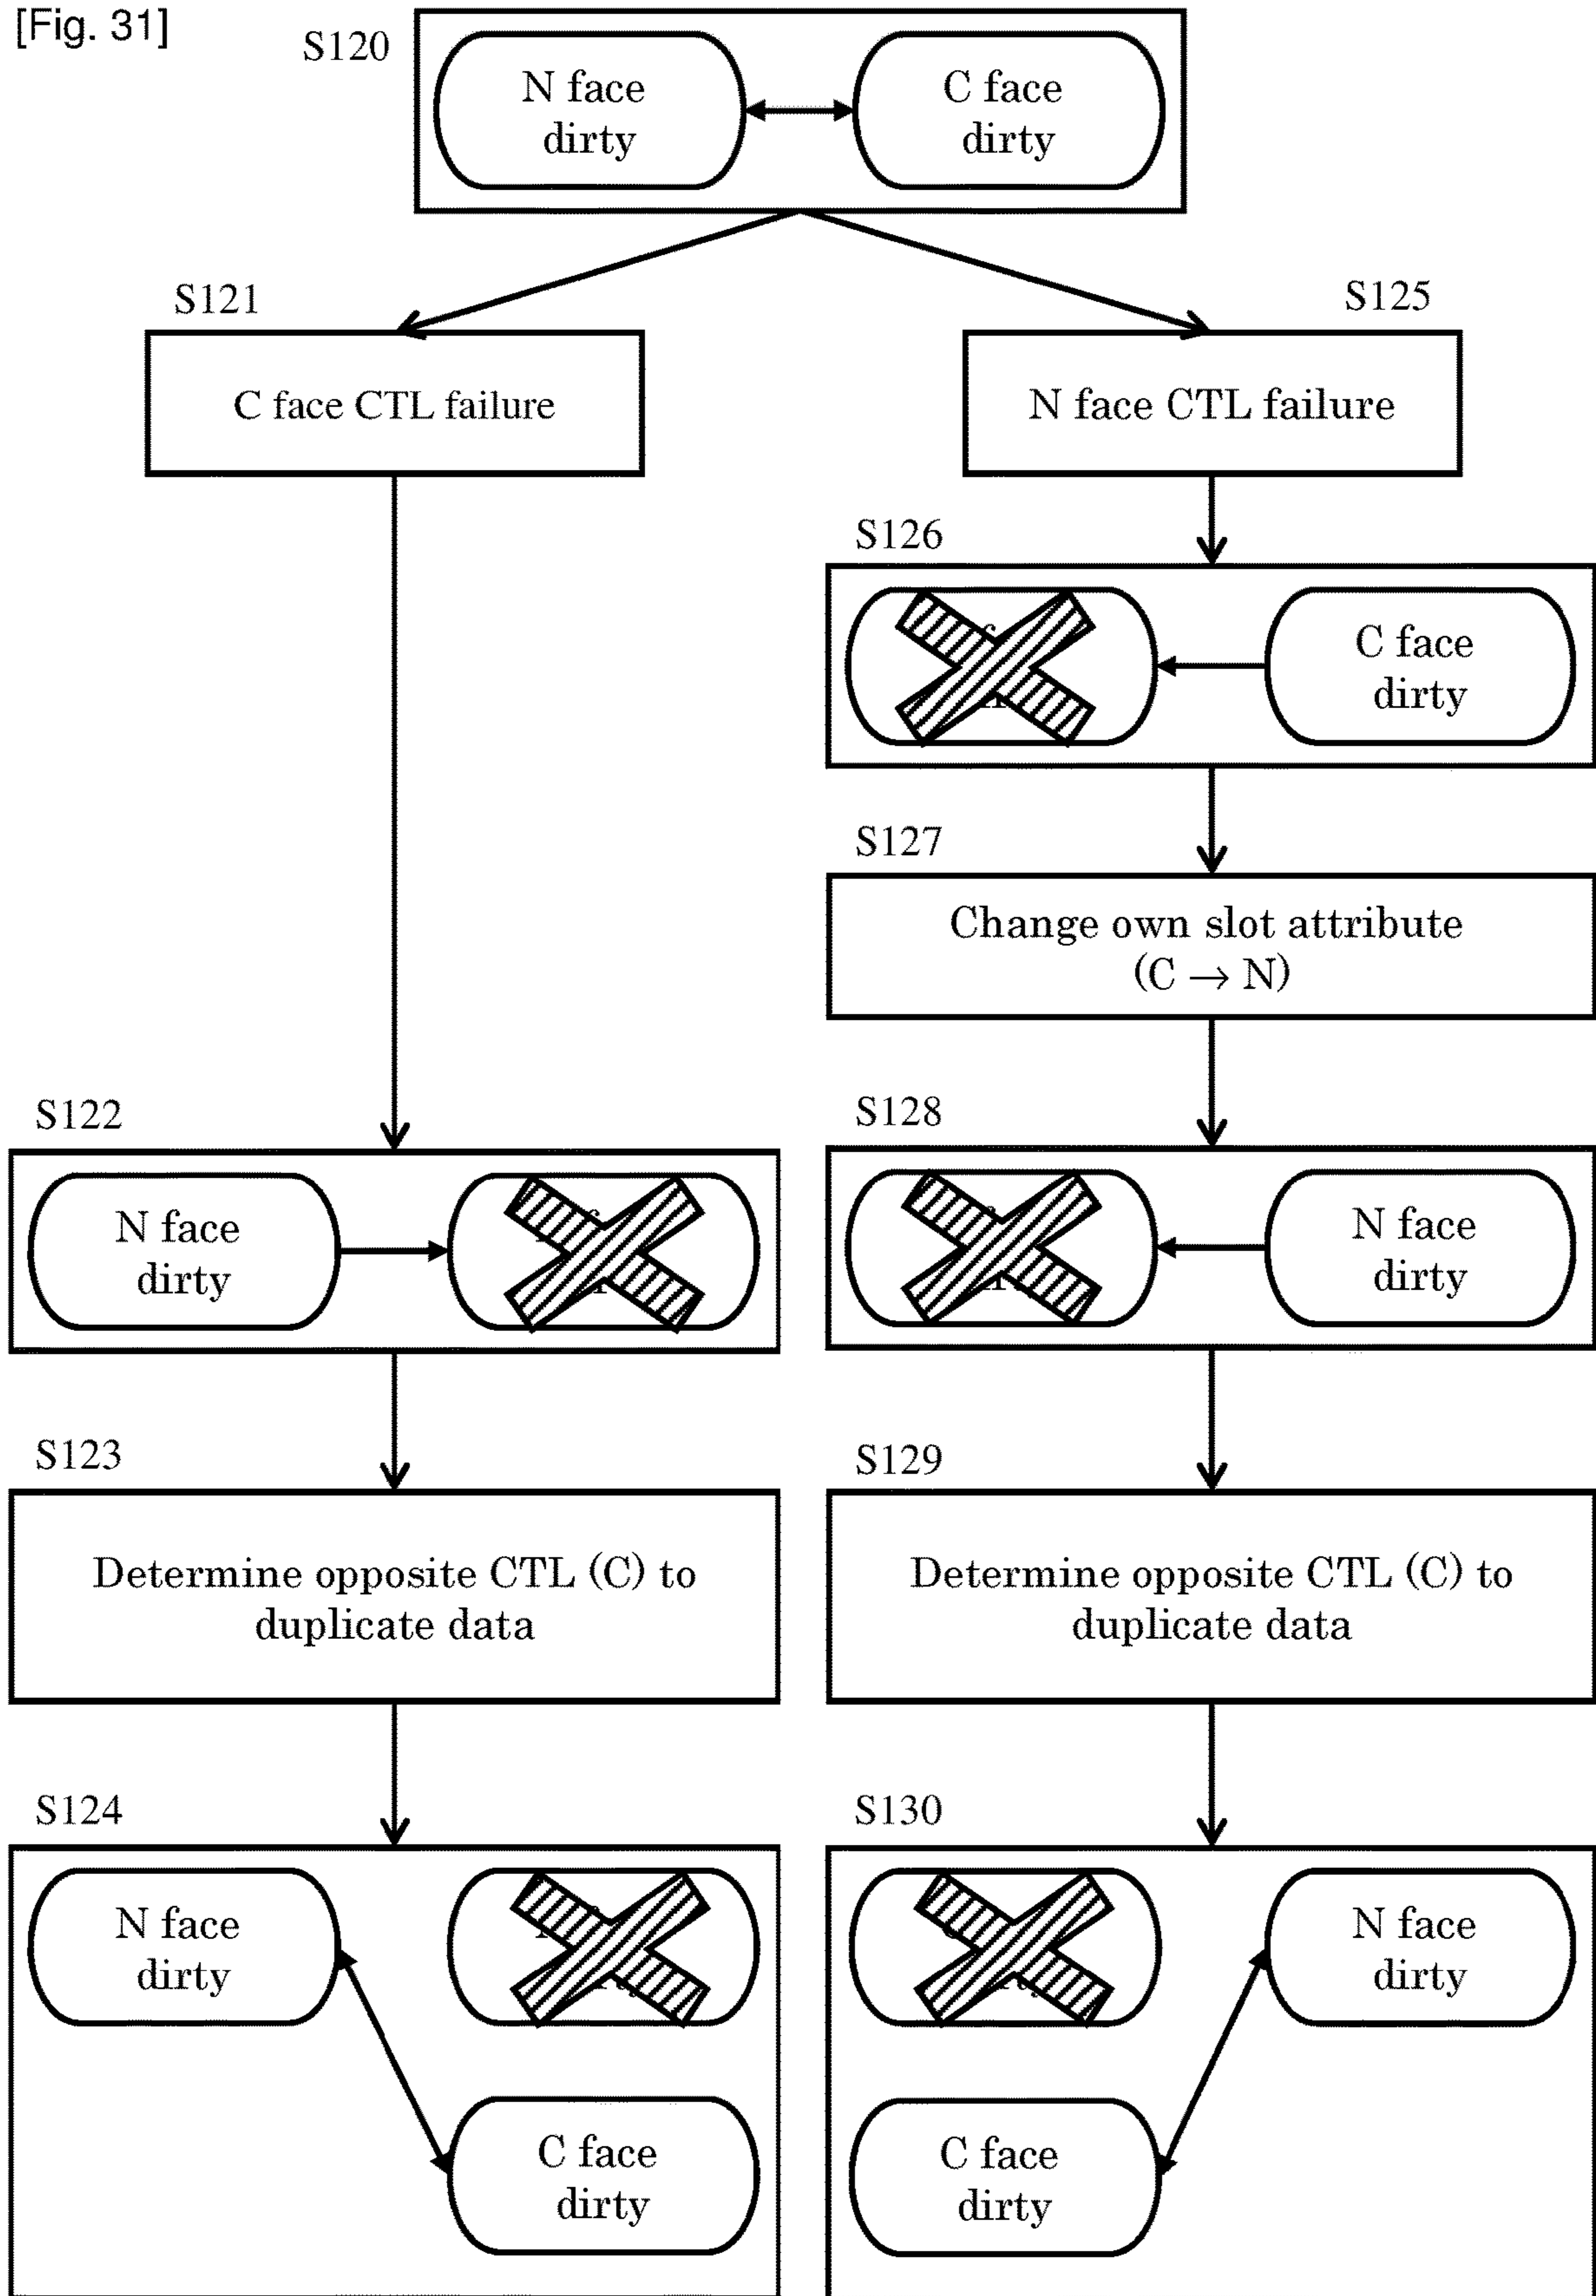 [Fig. 31]
S120
N face
dirty
C face
dirty
S121
C face CTL failure
S125
N face CTL failure
S126
C face
dirty
S127
Change own slot attribute
(C → N)
S122
N face
dirty
S128
N face
dirty
S123
Determine opposite CTL (C) to
duplicate data
S129
Determine opposite CTL (C) to
duplicate data
S124
N face
dirty
C face
dirty
S130
N face
dirty
C face
dirty